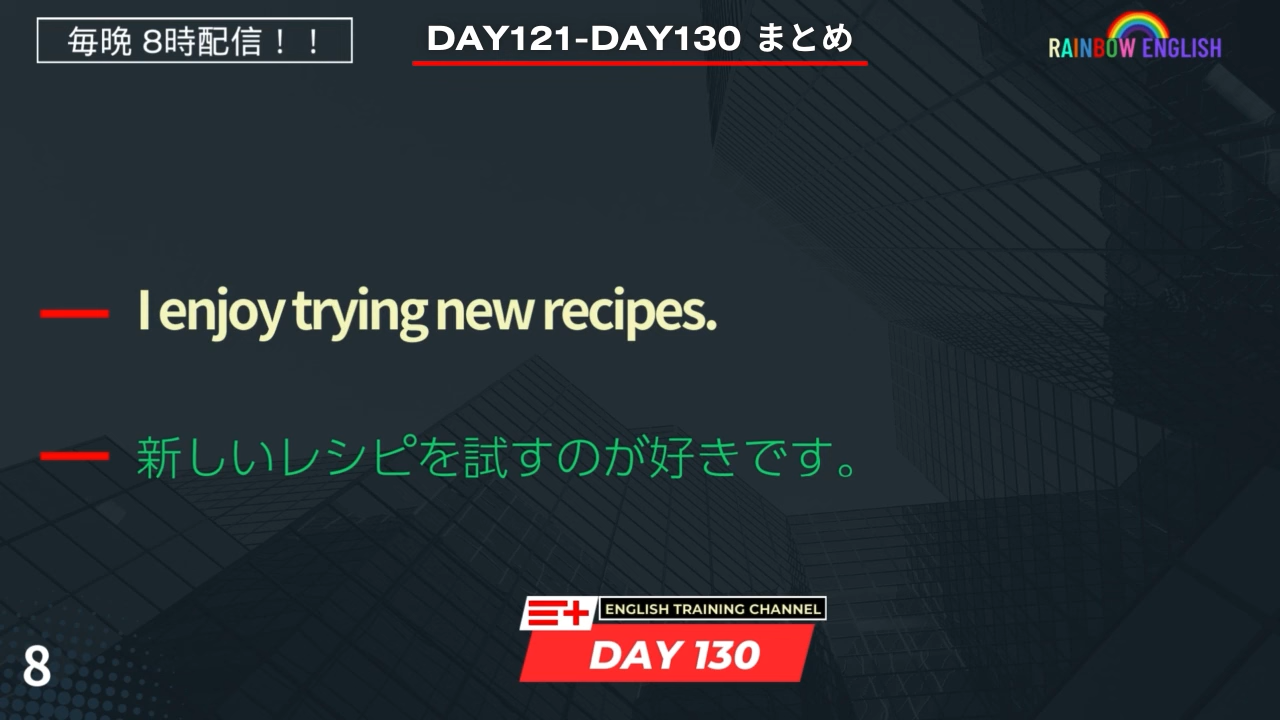 毎晩 8時配信！！
DAY121-DAY130 まとめ
RAINBOW ENGLISH
I enjoy trying new recipes.
新しいレシピを試すのが好きです。
ENGLISH TRAINING CHANNEL
DAY 130
8